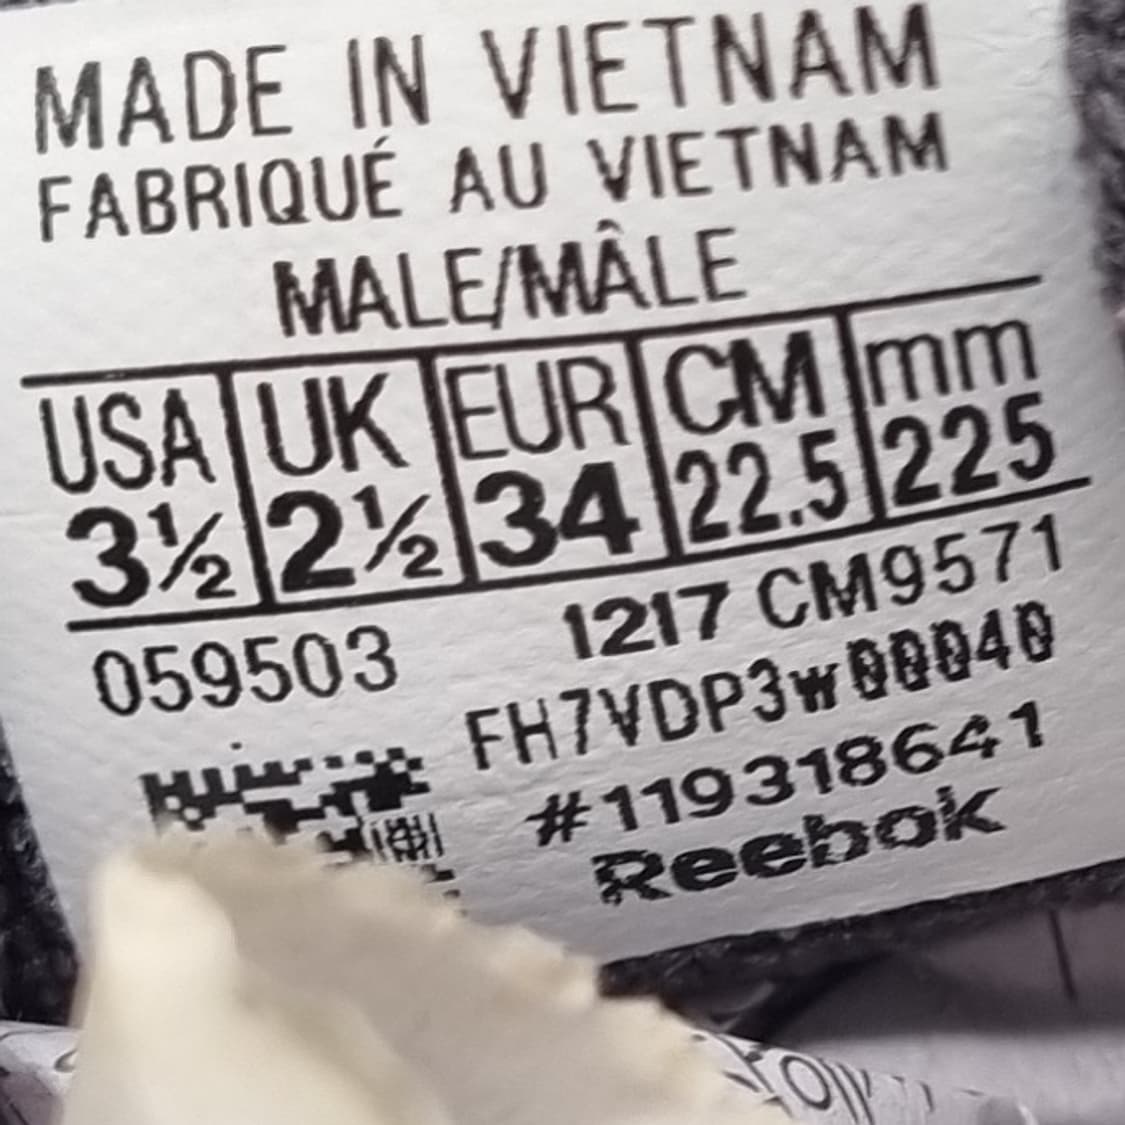 MADE IN VIETNAM
FABRIQUÉ AU VIETNAM
MALE/MÂLE
USA UK EUR CM mm
3½ 2½ 34 22.5 225
059503 1217 CM9571
FH7VDP3w00040
#119318641
Reebok